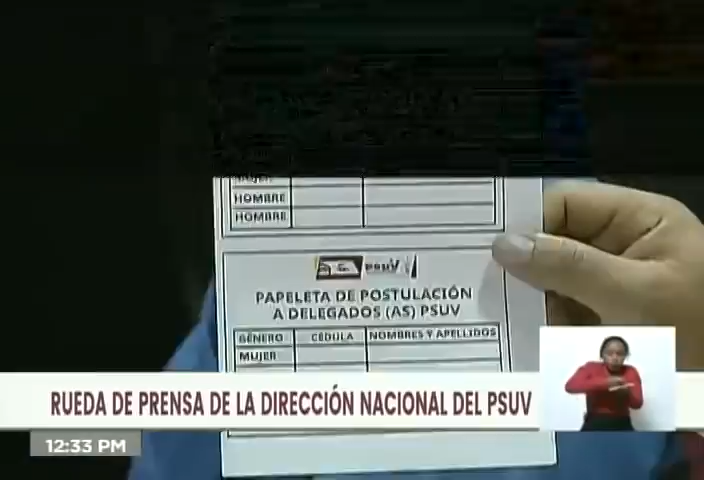 MUJER
HOMBRE
HOMBRE
PSUV
PAPELETA DE POSTULACIÓN
A DELEGADOS (AS) PSUV
GÉNERO CÉDULA NOMBRES Y APELLIDOS
MUJER
RUEDA DE PRENSA DE LA DIRECCIÓN NACIONAL DEL PSUV
12:33 PM